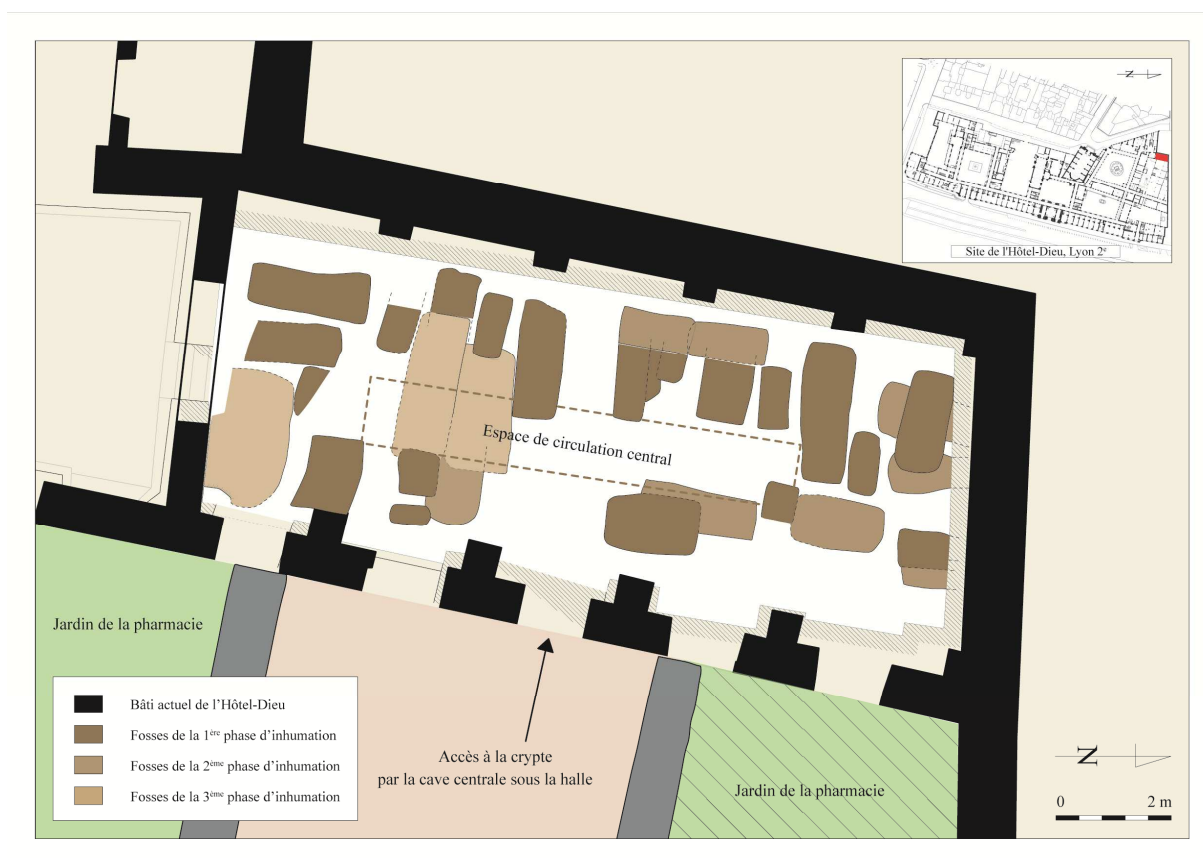 N
Site de l'Hôtel-Dieu, Lyon 2e
Espace de circulation central
Jardin de la pharmacie
Bâti actuel de l'Hôtel-Dieu
Fosses de la 1ère phase d'inhumation
Fosses de la 2ème phase d'inhumation
Fosses de la 3ème phase d'inhumation
Accès à la crypte
par la cave centrale sous la halle
Jardin de la pharmacie
N
0 2 m